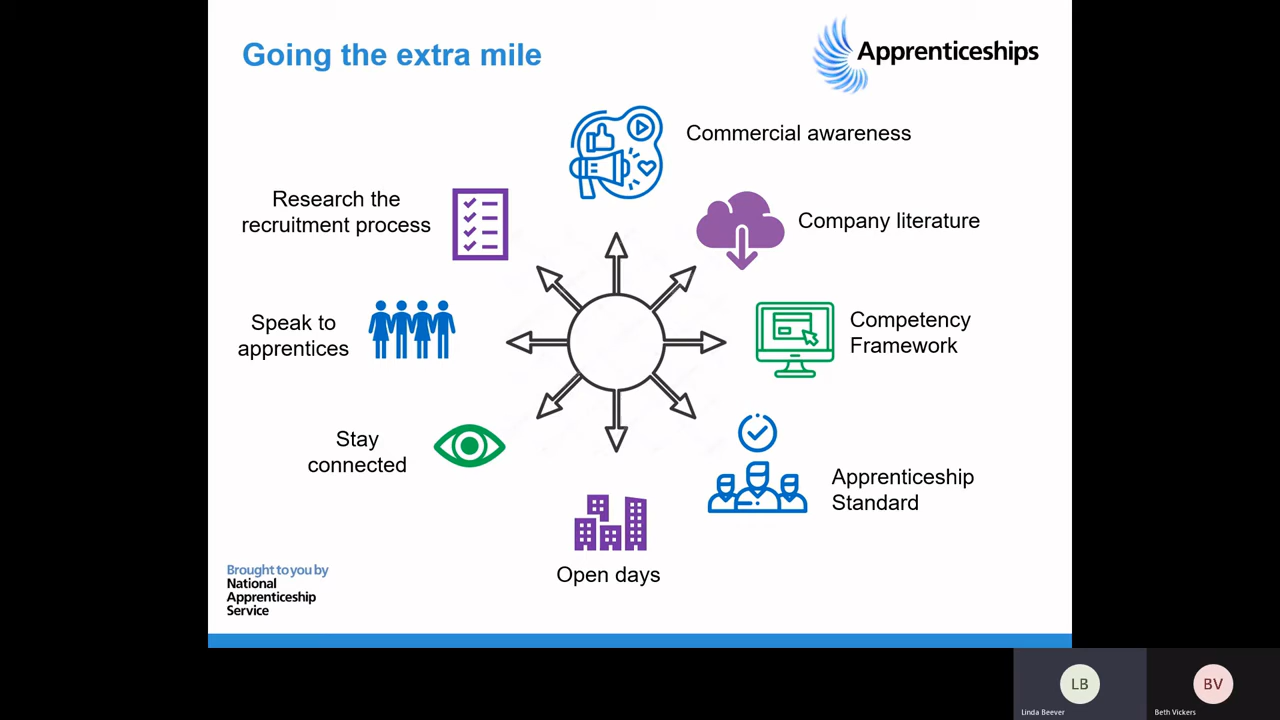 Going the extra mile
Apprenticeships
Commercial awareness
Research the
recruitment process
Company literature
Speak to
apprentices
Competency
Framework
Stay
connected
Apprenticeship
Standard
Open days
Brought to you by
National
Apprenticeship
Service
LB
BV
Linda Beever
Beth Vickers